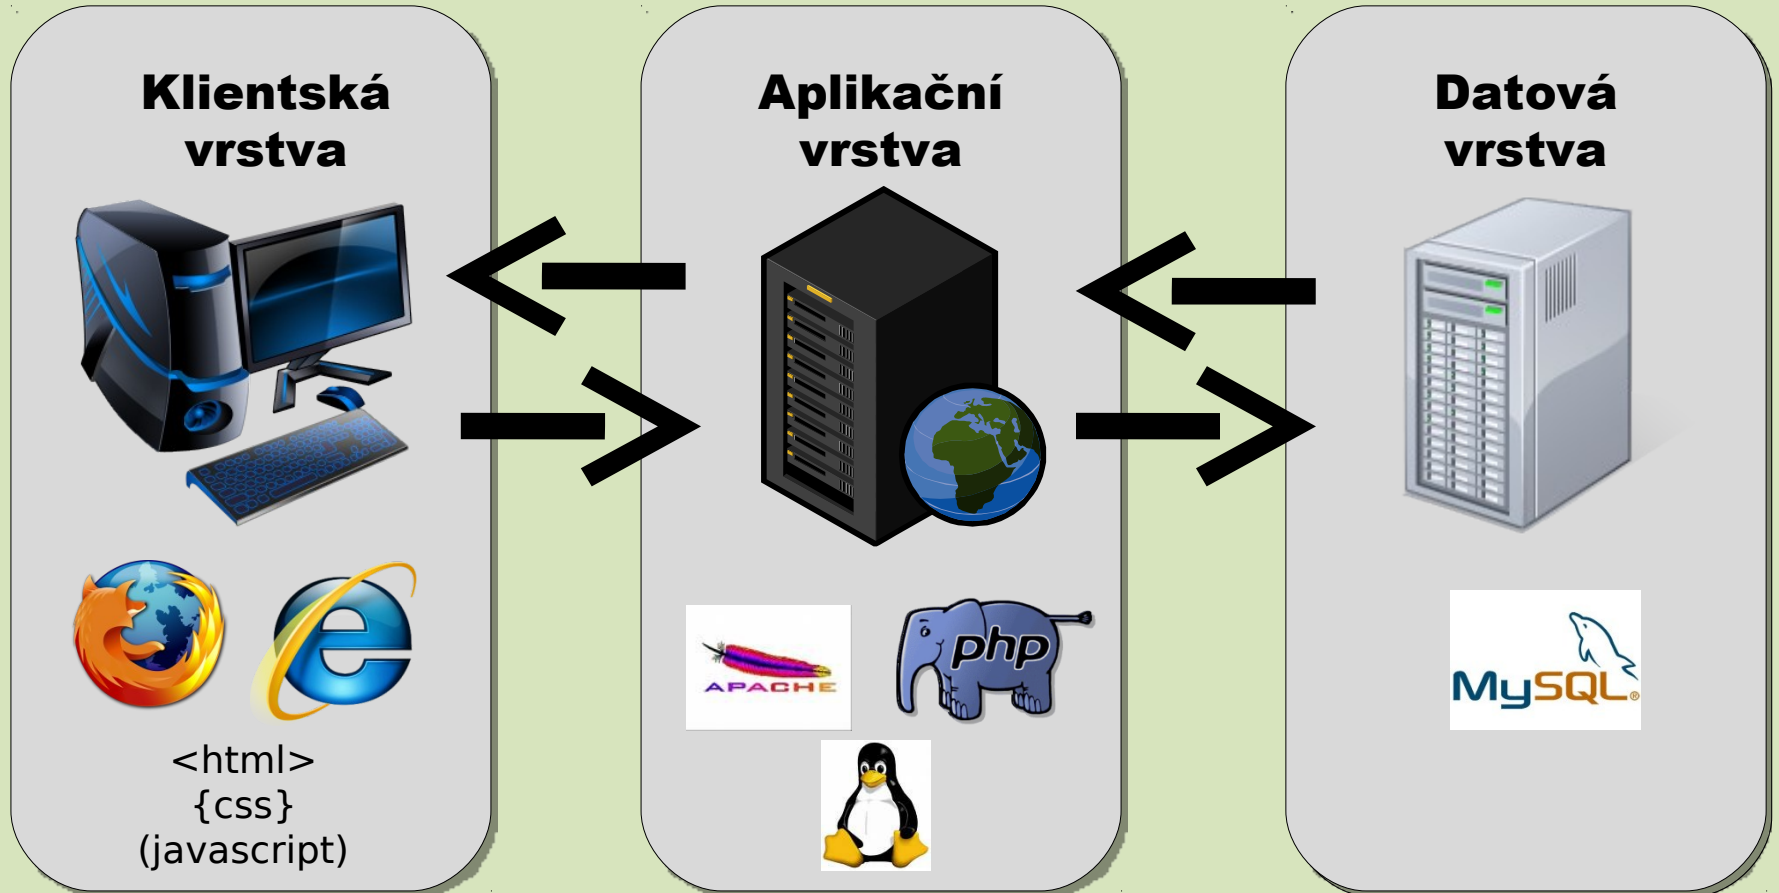 Klientská
vrstva
<html>
{css}
(javascript)
Aplikační
vrstva
APACHE
php
Datová
vrstva
MySQL®